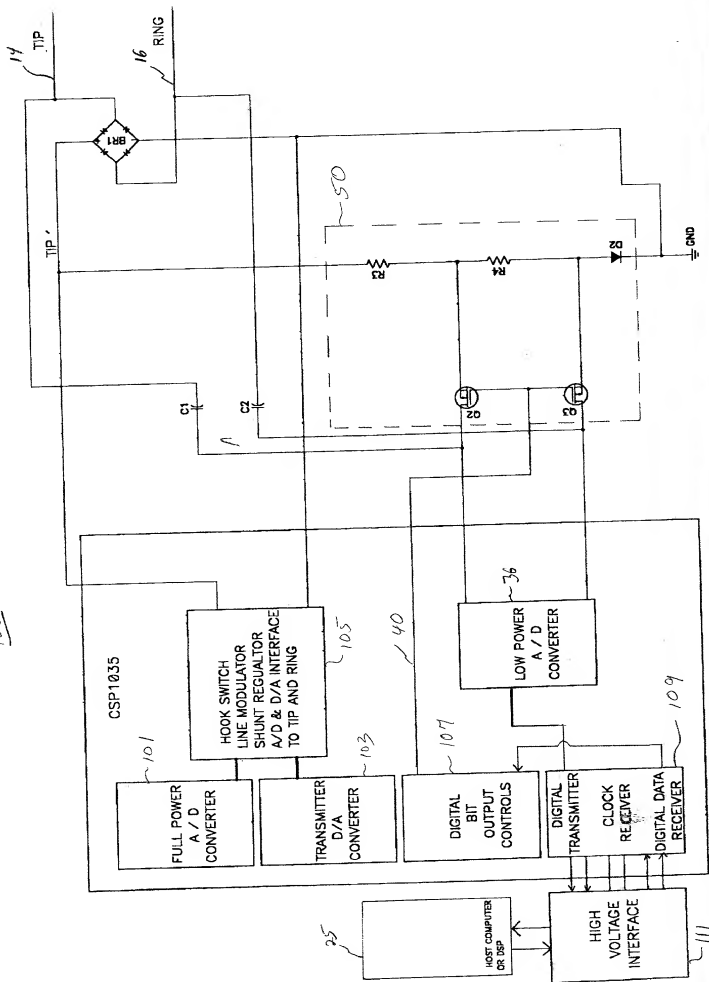 14
TIP
16
RING
BR1
TIP'
50
R3
R4
D2
GND
C1
C2
Q2
Q3
CSP1035
HOOK SWITCH
LINE MODULATOR
SHUNT REGUALTOR
A/D & D/A INTERFACE
TO TIP AND RING
105
101
FULL POWER
A / D
CONVERTER
TRANSMITTER
D/A
CONVERTER
103
40
36
LOW POWER
A / D
CONVERTER
107
DIGITAL
BIT
OUTPUT
CONTROLS
109
DIGITAL
TRANSMITTER
CLOCK
RECEIVER
DIGITAL DATA
RECEIVER
25
HOST COMPUTER
OR DSP
HIGH
VOLTAGE
INTERFACE
111